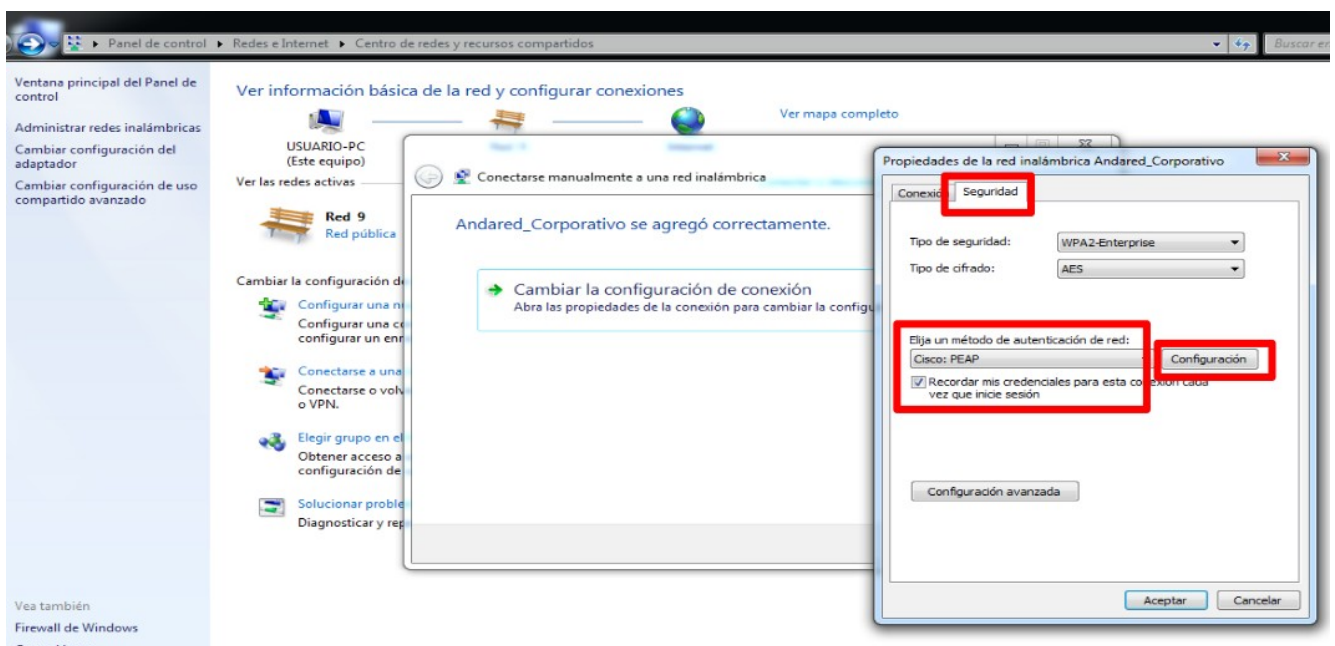 Panel de control ▸ Redes e Internet ▸ Centro de redes y recursos compartidos
Buscar en
Ventana principal del Panel de
control
Administrar redes inalámbricas
Cambiar configuración del
adaptador
Cambiar configuración de uso
compartido avanzado
Vea también
Firewall de Windows
Ver información básica de la red y configurar conexiones
Ver mapa completo
USUARIO-PC
(Este equipo)
Ver las redes activas
Red 9
Red pública
Cambiar la configuración de
Configurar una
Configurar una
configurar un
Conectarse a una
Conectarse o
o VPN.
Elegir grupo en el
Obtener acceso a
configuración de
Solucionar
Diagnosticar y
Conectarse manualmente a una red inalámbrica
Andared_Corporativo se agregó correctamente.
Cambiar la configuración de conexión
Abra las propiedades de la conexión para cambiar la
Propiedades de la red inalámbrica Andared_Corporativo
Conexión
Seguridad
Tipo de seguridad:
WPA2-Enterprise
Tipo de cifrado:
AES
Elija un método de autenticación de red:
Cisco: PEAP
Configuración
Recordar mis credenciales para esta conexión cada
vez que inicie sesión
Configuración avanzada
Aceptar
Cancelar